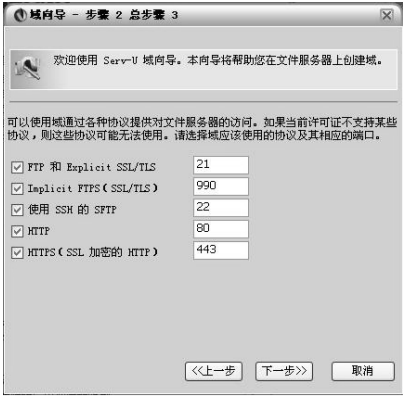 域向导 - 步骤 2 总步骤 3
欢迎使用 Serv-U 域向导。本向导将帮助您在文件服务器上创建域。
可以使用域通过各种协议提供对文件服务器的访问。如果当前许可证不支持某些
协议，则这些协议可能无法使用。请选择域应该使用的协议及其相应的端口。
FTP 和 Explicit SSL/TLS 21
Implicit FTPS(SSL/TLS) 990
使用 SSH 的 SFTP 22
HTTP 80
HTTPS(SSL 加密的 HTTP) 443
<<上一步 下一步>> 取消